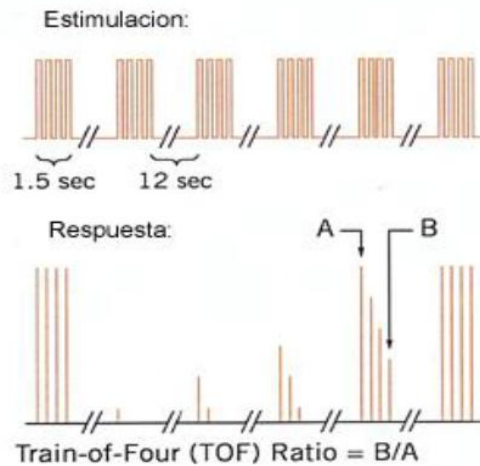 Estimulacion:
1.5 sec
12 sec
Respuesta:
A
B
Train-of-Four (TOF) Ratio = B/A